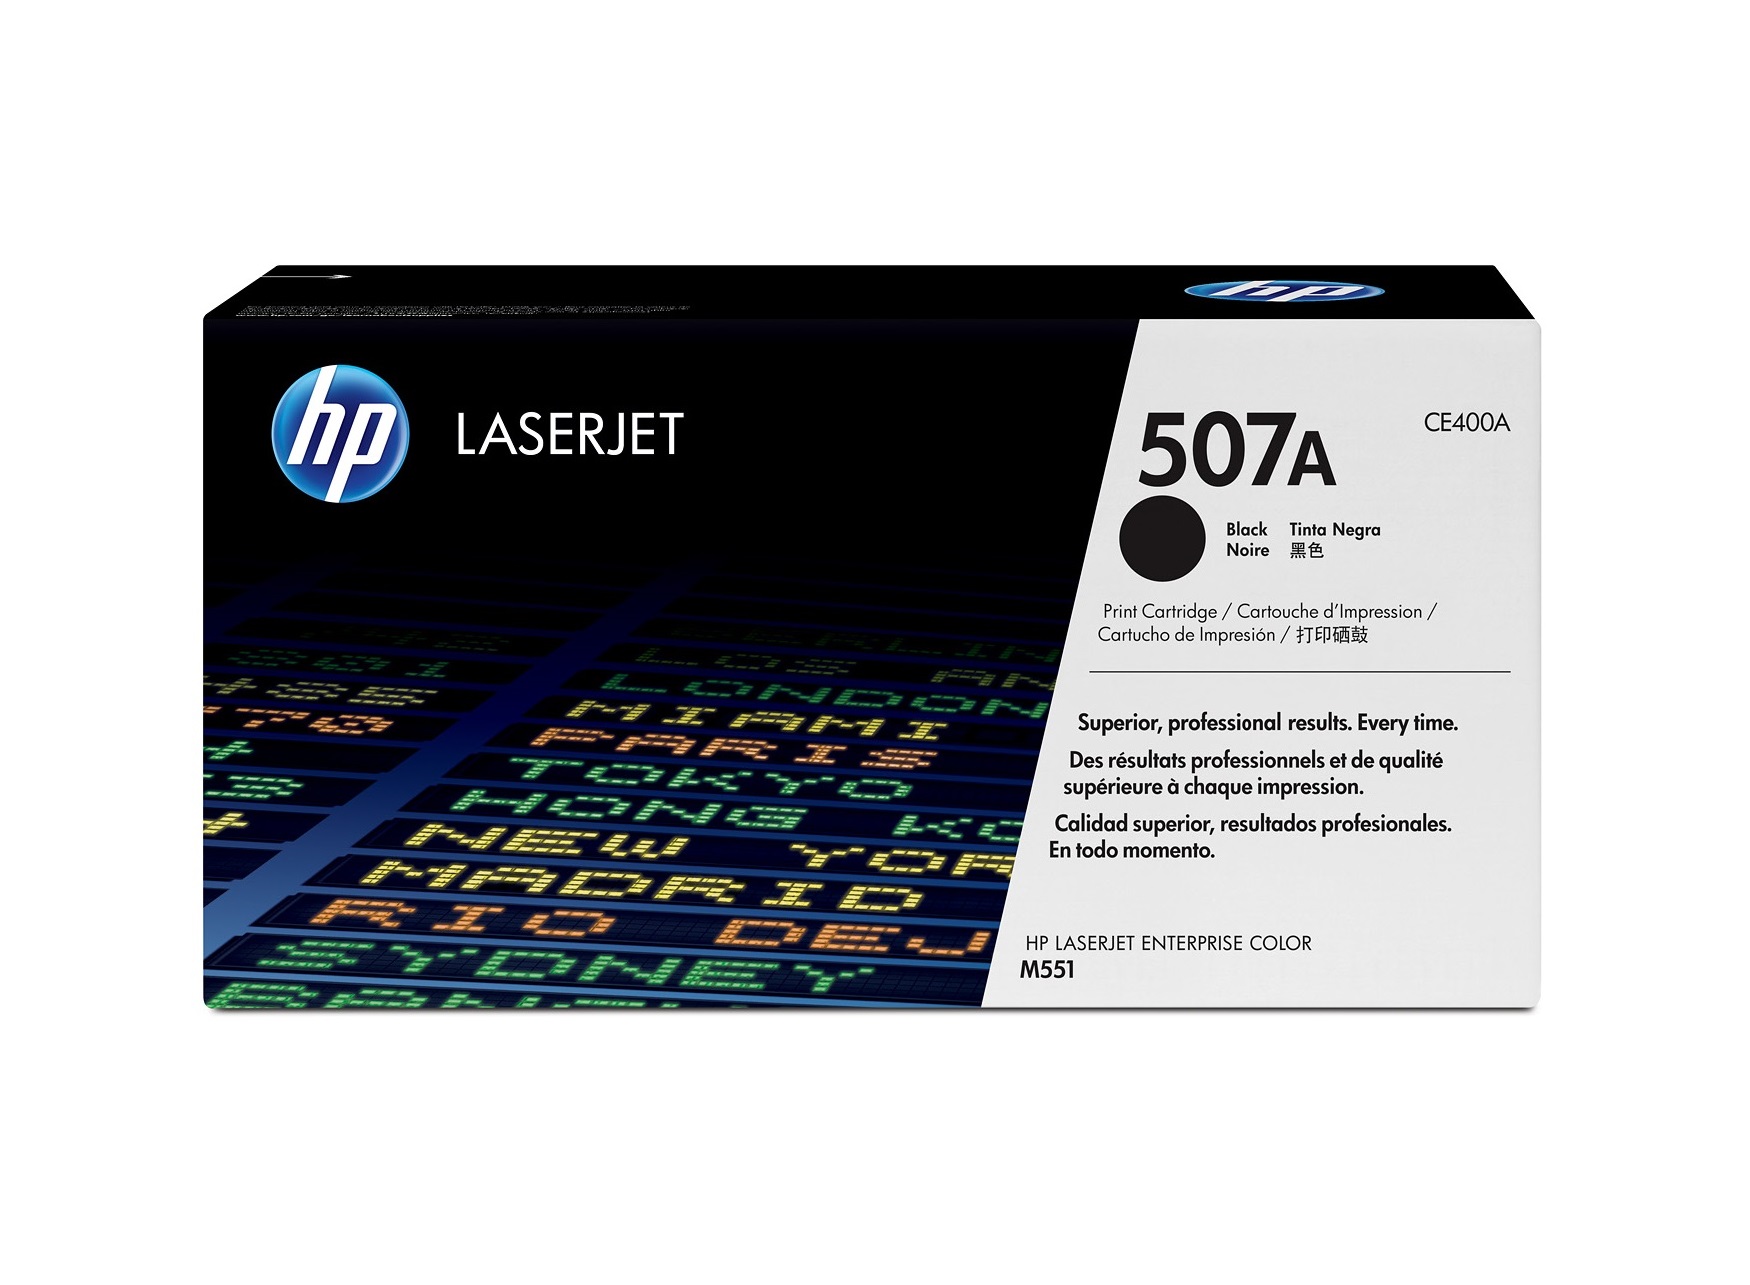 hp
hp
LASERJET
507A
CE400A
Black
Tinta Negra
Noire
黑色
Print Cartridge / Cartouche d'Impression /
Cartucho de Impresión / 打印硒鼓
Superior, professional results. Every time.
Des résultats professionnels et de qualité
supérieure à chaque impression.
Calidad superior, resultados profesionales.
En todo momento.
HP LASERJET ENTERPRISE COLOR
M551
LONDON
MIAMI
PARIS
TOKYO
HONG KO
NEW YOR
MADRID
RIO DEJ
SYDNEY